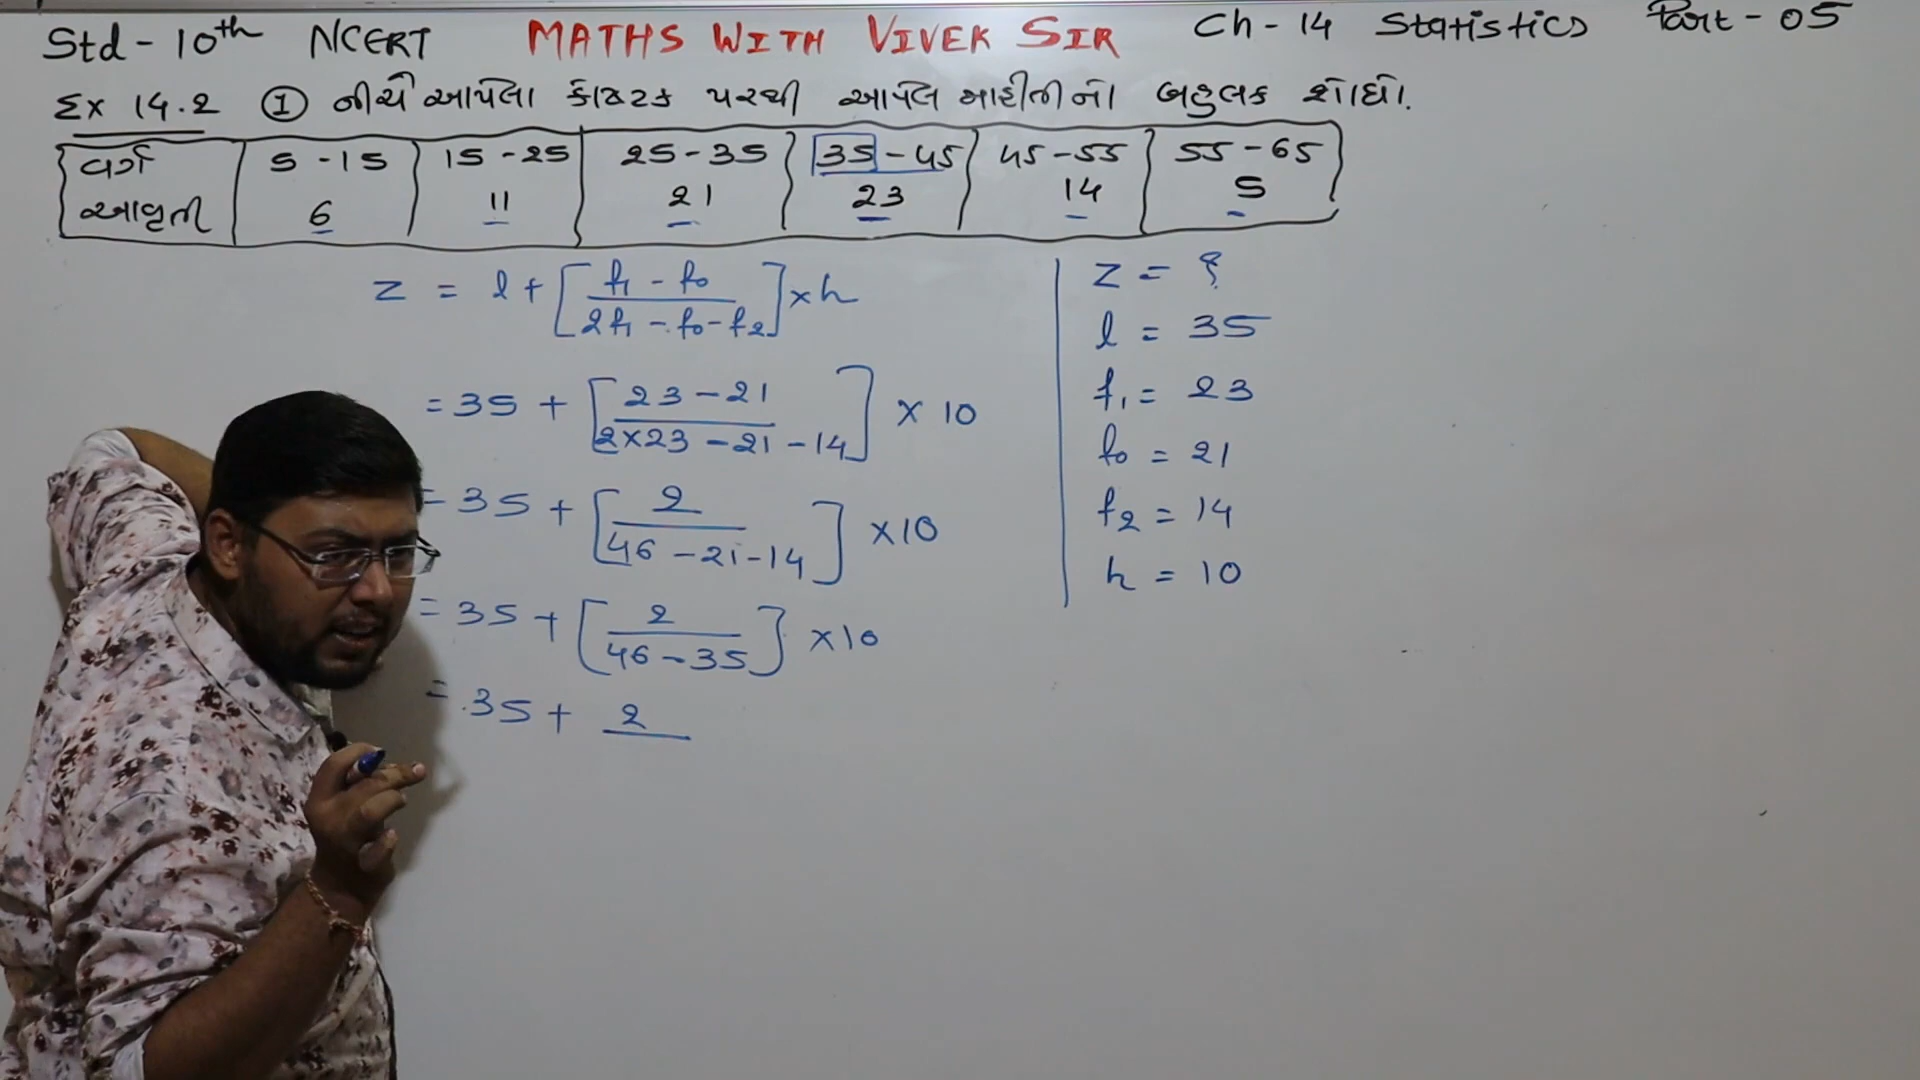 Std - 10th NCERT MATHS WITH VIVEK SIR Ch - 14 Statistics Part - 05
Ex 14.2 ① નીચે આપેલા કોષ્ટક પરથી આપેલ માહીતીનો બહુલક શોધો.
વર્ગ 5 - 15 15 - 25 25 - 35 35 - 45 45 - 55 55 - 65
આવૃતી 6 11 21 23 14 5
z = l + [ f1 - f0 / 2f1 - f0 - f2 ] × h
= 35 + [ 23 - 21 / 2×23 - 21 - 14 ] × 10
= 35 + [ 2 / 46 - 21 - 14 ] ×10
= 35 + [ 2 / 46 - 35 ] ×10
= 35 + 2
z = ?
l = 35
f1 = 23
f0 = 21
f2 = 14
h = 10